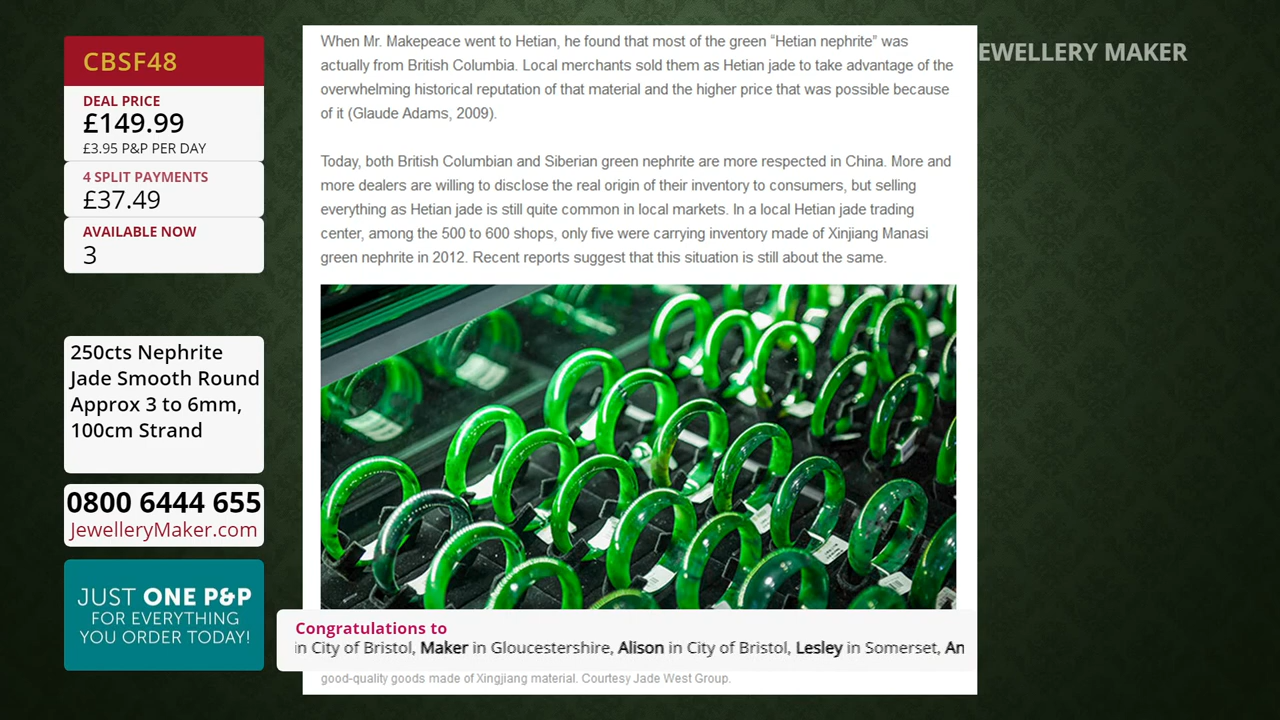 CBSF48
DEAL PRICE
£149.99
£3.95 P&P PER DAY
4 SPLIT PAYMENTS
£37.49
AVAILABLE NOW
3
250cts Nephrite
Jade Smooth Round
Approx 3 to 6mm,
100cm Strand
0800 6444 655
JewelleryMaker.com
JUST ONE P&P
FOR EVERYTHING
YOU ORDER TODAY!
EWELLERY MAKER
When Mr. Makepeace went to Hetian, he found that most of the green “Hetian nephrite” was
actually from British Columbia. Local merchants sold them as Hetian jade to take advantage of the
overwhelming historical reputation of that material and the higher price that was possible because
of it (Glaude Adams, 2009).
Today, both British Columbian and Siberian green nephrite are more respected in China. More and
more dealers are willing to disclose the real origin of their inventory to consumers, but selling
everything as Hetian jade is still quite common in local markets. In a local Hetian jade trading
center, among the 500 to 600 shops, only five were carrying inventory made of Xinjiang Manasi
green nephrite in 2012. Recent reports suggest that this situation is still about the same.
Congratulations to
in City of Bristol, Maker in Gloucestershire, Alison in City of Bristol, Lesley in Somerset, An
good-quality goods made of Xingjiang material. Courtesy Jade West Group.